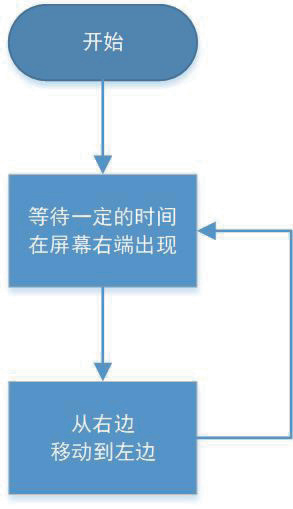 开始
等待一定的时间
在屏幕右端出现
从右边
移动到左边